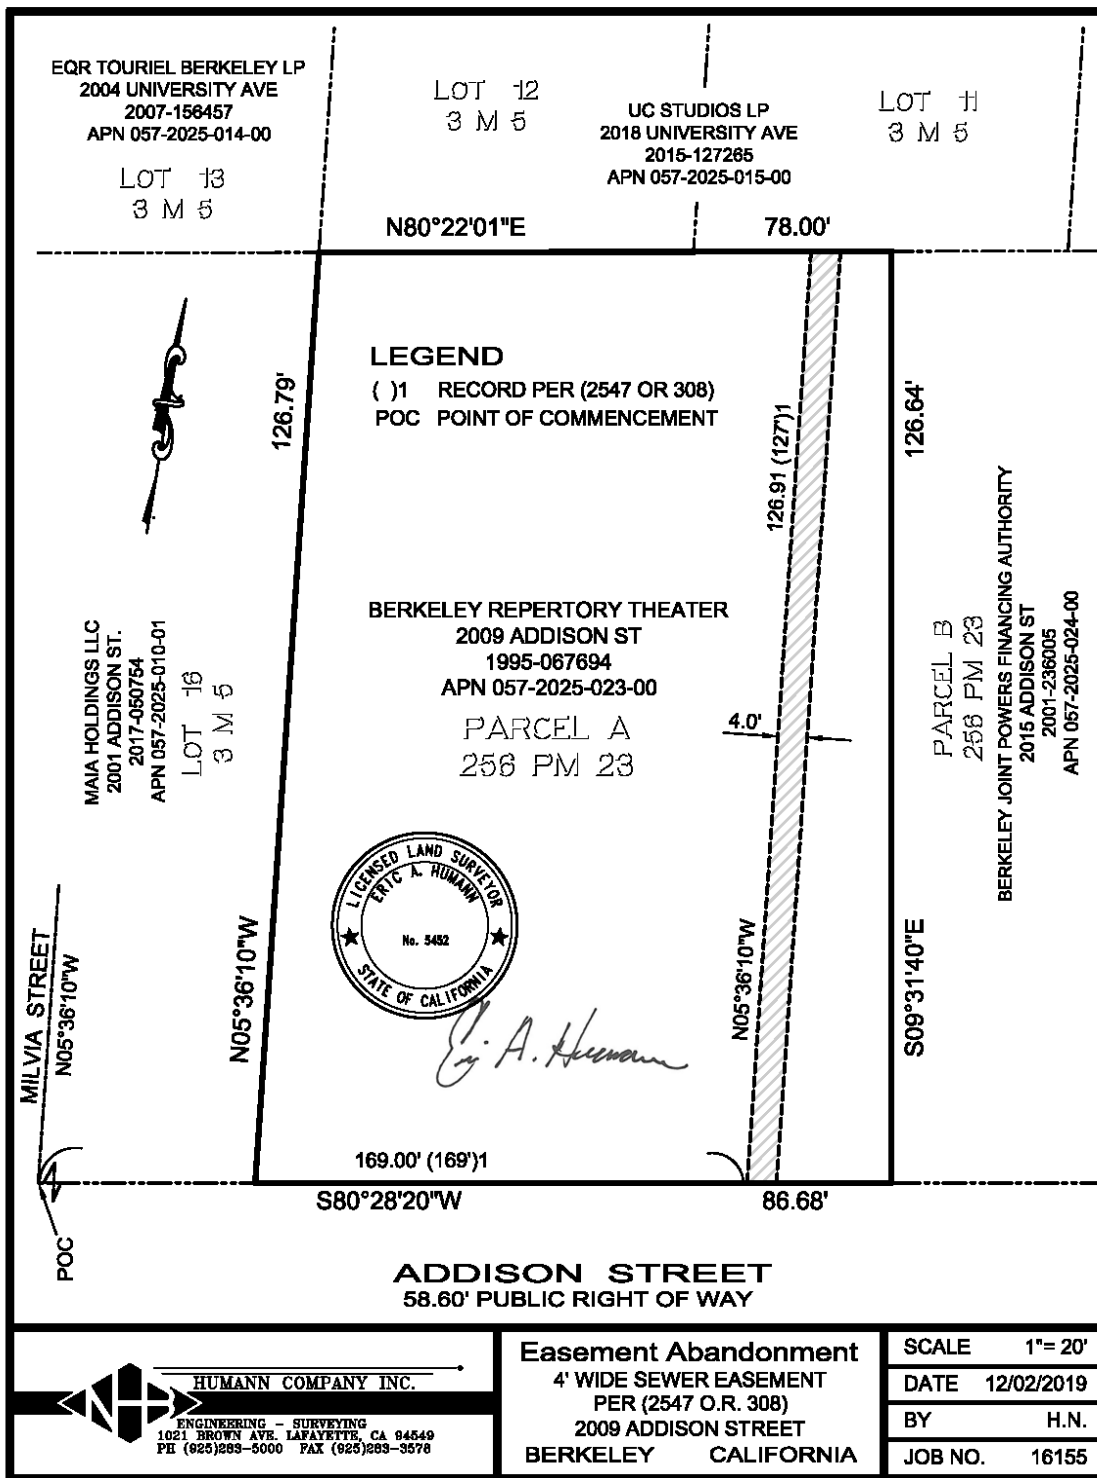 EQR TOURIEL BERKELEY LP
2004 UNIVERSITY AVE
2007-156457
APN 057-2025-014-00
LOT 13
3 M 5
LOT 12
3 M 5
UC STUDIOS LP
2018 UNIVERSITY AVE
2015-127265
APN 057-2025-015-00
LOT 11
3 M 5
N80°22'01"E
78.00'
LEGEND
( )1 RECORD PER (2547 OR 308)
POC POINT OF COMMENCEMENT
126.79'
126.91 (127')1
126.64'
BERKELEY REPERTORY THEATER
2009 ADDISON ST
1995-067694
APN 057-2025-023-00
PARCEL A
256 PM 23
4.0'
MAIA HOLDINGS LLC
2001 ADDISON ST.
2017-050754
APN 057-2025-010-01
LOT 16
3 M 5
PARCEL B
256 PM 23
BERKELEY JOINT POWERS FINANCING AUTHORITY
2015 ADDISON ST
2001-236005
APN 057-2025-024-00
LICENSED LAND SURVEYOR
ERIC A. HUMANN
No. 5452
STATE OF CALIFORNIA
Eric A. Humann
MILVIA STREET
N05°36'10"W
N05°36'10"W
N05°36'10"W
S09°31'40"E
169.00' (169')1
S80°28'20"W
86.68'
POC
ADDISON STREET
58.60' PUBLIC RIGHT OF WAY
NHB
HUMANN COMPANY INC.
ENGINEERING - SURVEYING
1021 BROWN AVE. LAFAYETTE, CA 94549
PH (925)283-5000 FAX (925)283-3578
Easement Abandonment
4' WIDE SEWER EASEMENT
PER (2547 O.R. 308)
2009 ADDISON STREET
BERKELEY CALIFORNIA
SCALE 1"= 20'
DATE 12/02/2019
BY H.N.
JOB NO. 16155